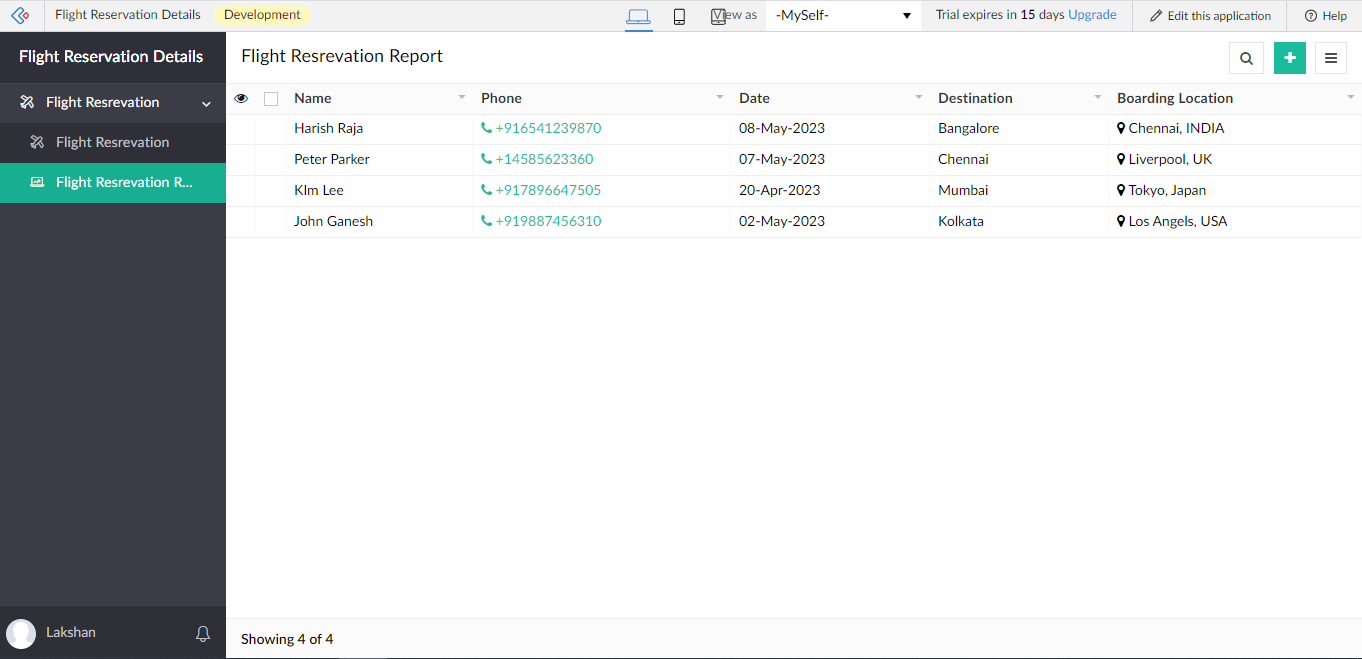 Flight Reservation Details Development View as -MySelf- Trial expires in 15 days Upgrade Edit this application Help
Flight Reservation Details
Flight Resrevation
Flight Resrevation
Flight Resrevation R...
Flight Resrevation Report
Name Phone Date Destination Boarding Location
Harish Raja +916541239870 08-May-2023 Bangalore Chennai, INDIA
Peter Parker +14585623360 07-May-2023 Chennai Liverpool, UK
KIm Lee +917896647505 20-Apr-2023 Mumbai Tokyo, Japan
John Ganesh +919887456310 02-May-2023 Kolkata Los Angels, USA
Lakshan
Showing 4 of 4